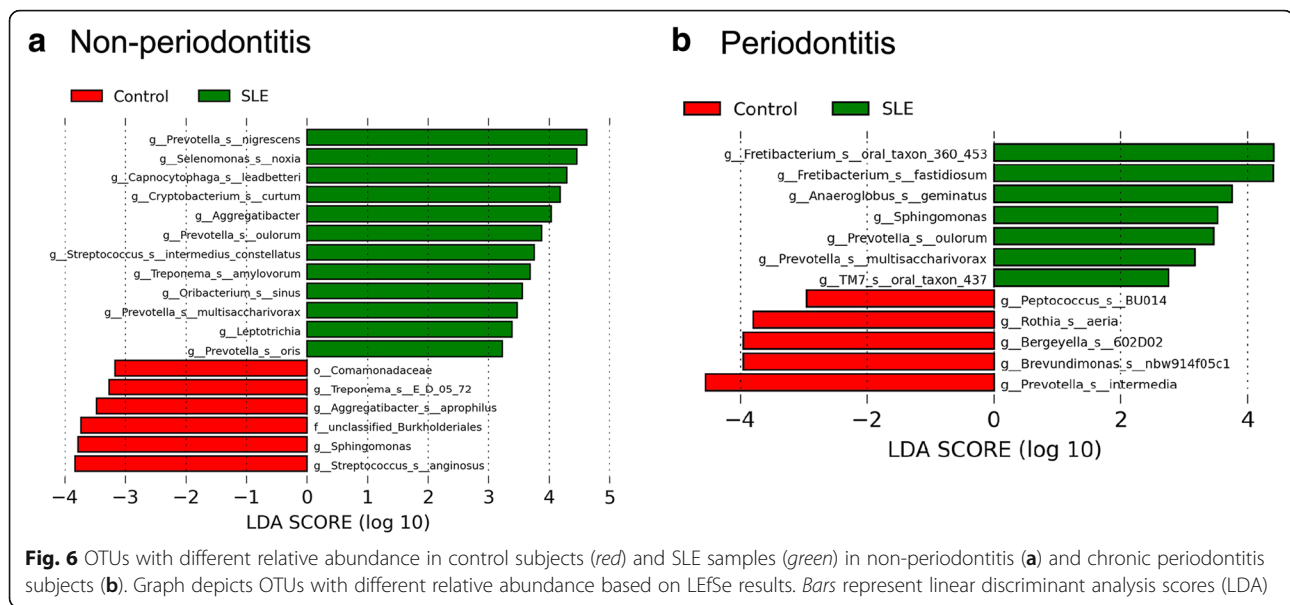 a Non-periodontitis
Control SLE
g__Prevotella_s__nigrescens
g__Selenomonas_s__noxia
g__Capnocytophaga_s__leadbetteri
g__Cryptobacterium_s__curtum
g__Aggregatibacter
g__Prevotella_s__oulorum
g__Streptococcus_s__intermedius_constellatus
g__Treponema_s__amylovorum
g__Oribacterium_s__sinus
g__Prevotella_s__multisaccharivorax
g__Leptotrichia
g__Prevotella_s__oris
o__Comamonadaceae
g__Treponema_s__E_D_05_72
g__Aggregatibacter_s__aprophilus
f__unclassified_Burkholderiales
g__Sphingomonas
g__Streptococcus_s__anginosus
−4 −3 −2 −1 0 1 2 3 4 5
LDA SCORE (log 10)
b Periodontitis
Control SLE
g__Fretibacterium_s__oral_taxon_360_453
g__Fretibacterium_s__fastidiosum
g__Anaeroglobus_s__geminatus
g__Sphingomonas
g__Prevotella_s__oulorum
g__Prevotella_s__multisaccharivorax
g__TM7_s__oral_taxon_437
g__Peptococcus_s__BU014
g__Rothia_s__aeria
g__Bergeyella_s__602D02
g__Brevundimonas_s__nbw914f05c1
g__Prevotella_s__intermedia
−4 −2 0 2 4
LDA SCORE (log 10)
Fig. 6 OTUs with different relative abundance in control subjects (red) and SLE samples (green) in non-periodontitis (a) and chronic periodontitis
subjects (b). Graph depicts OTUs with different relative abundance based on LEfSe results. Bars represent linear discriminant analysis scores (LDA)